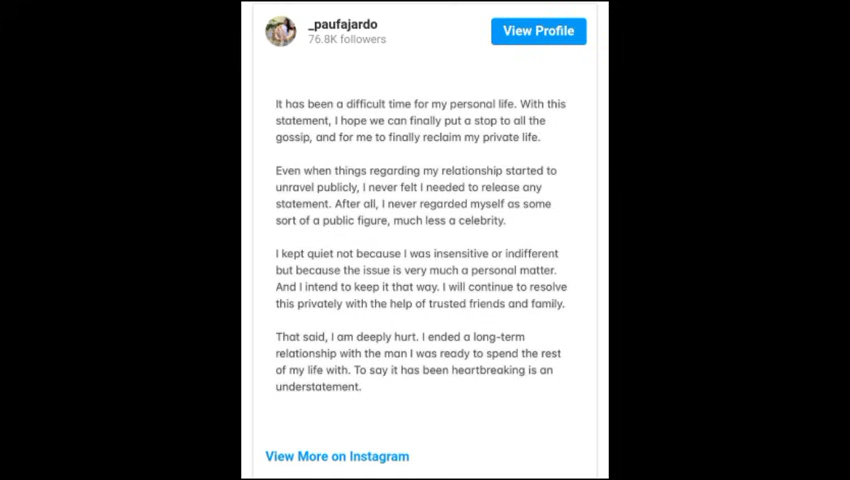 _paufajardo
76.8K followers
View Profile
It has been a difficult time for my personal life. With this
statement, I hope we can finally put a stop to all the
gossip, and for me to finally reclaim my private life.
Even when things regarding my relationship started to
unravel publicly, I never felt I needed to release any
statement. After all, I never regarded myself as some
sort of a public figure, much less a celebrity.
I kept quiet not because I was insensitive or indifferent
but because the issue is very much a personal matter.
And I intend to keep it that way. I will continue to resolve
this privately with the help of trusted friends and family.
That said, I am deeply hurt. I ended a long-term
relationship with the man I was ready to spend the rest
of my life with. To say it has been heartbreaking is an
understatement.
View More on Instagram